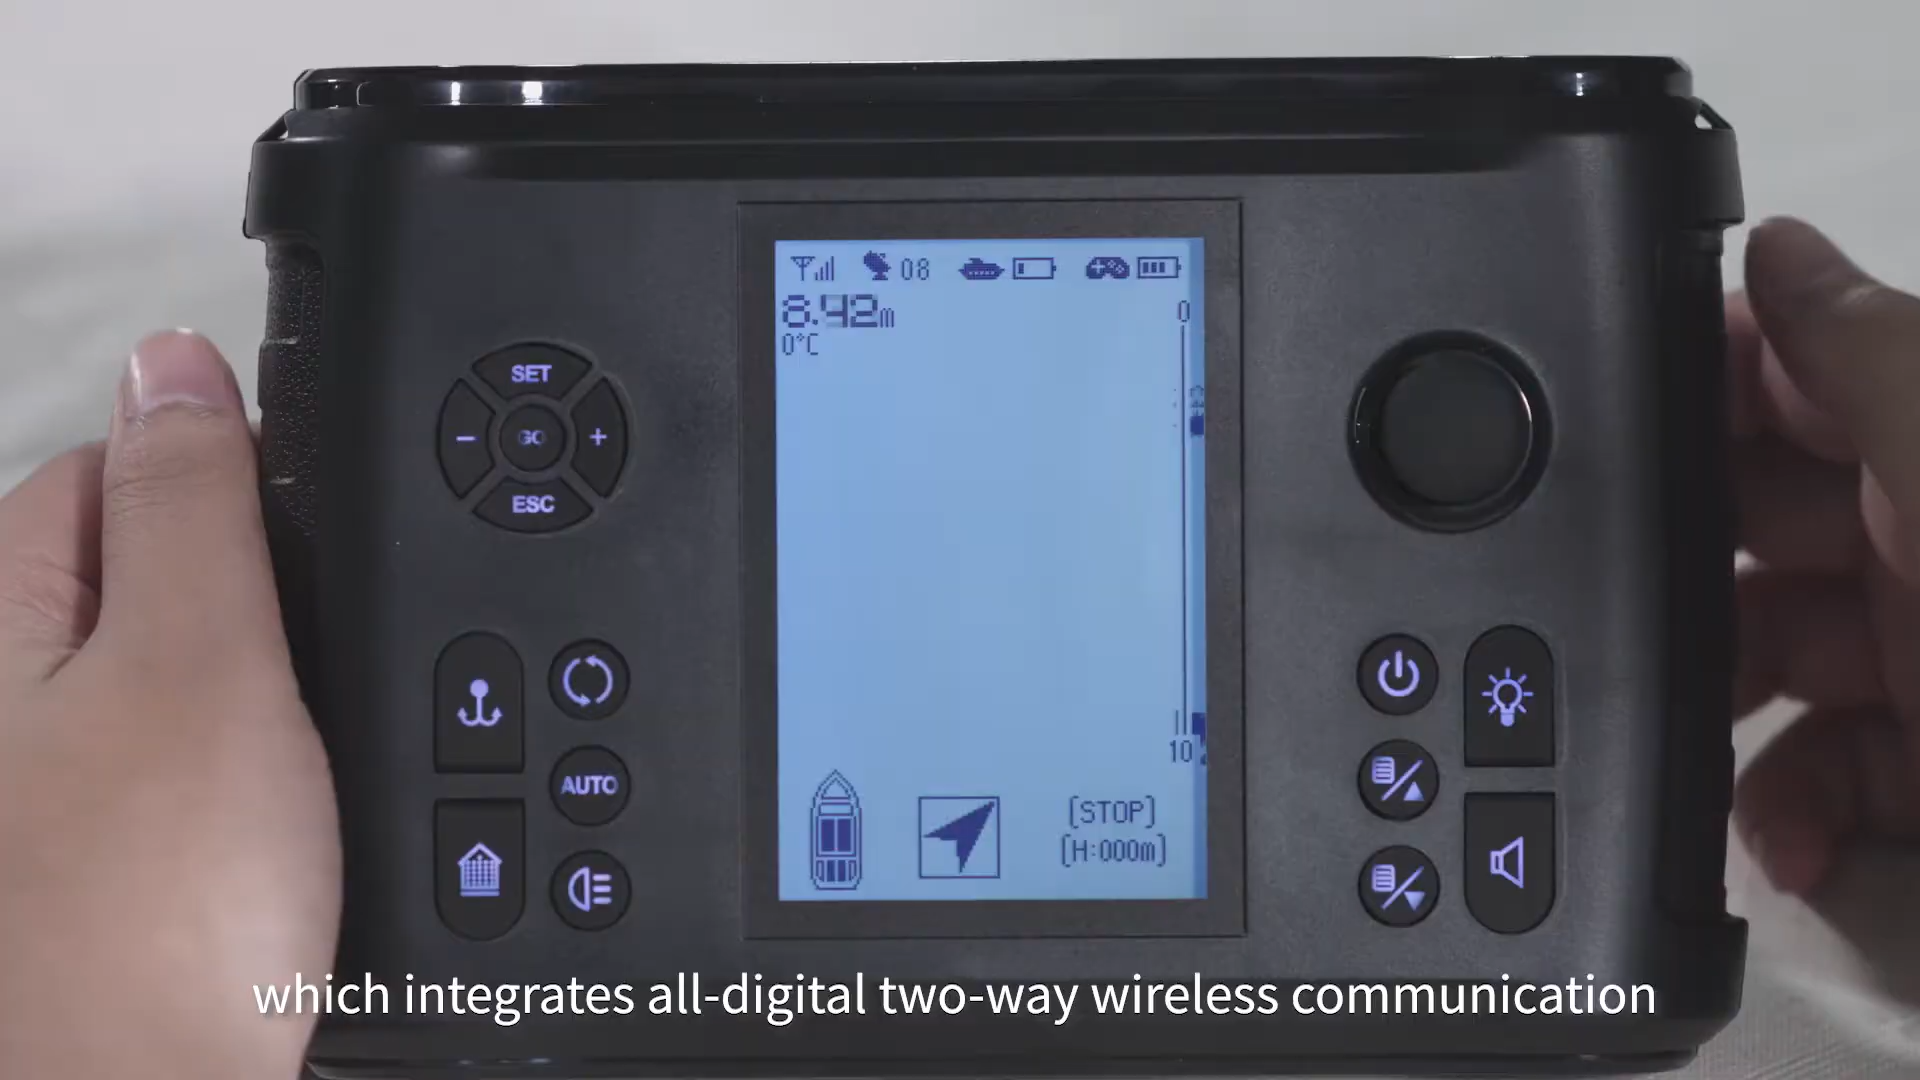 08
8.42m
0°C
0
SET
- GO +
ESC
10
AUTO
[STOP]
[H:000m]
which integrates all-digital two-way wireless communication